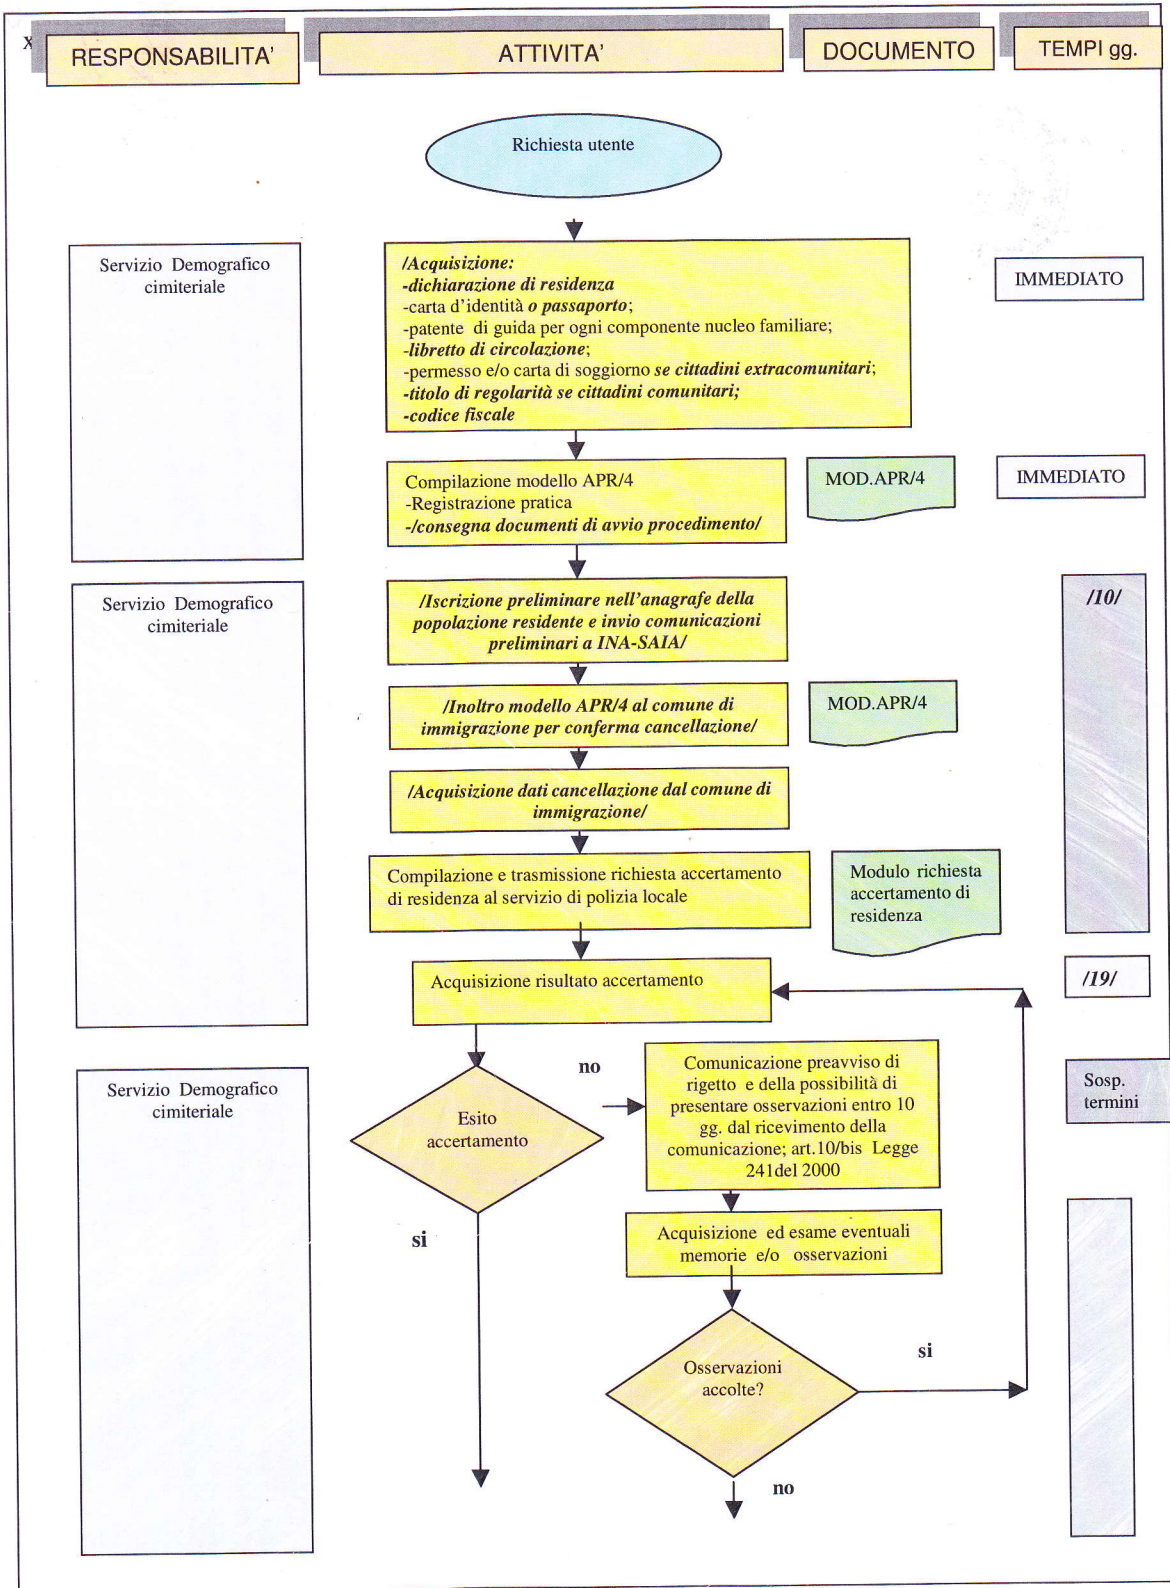 X
RESPONSABILITA’
ATTIVITA’
DOCUMENTO
TEMPI gg.
Richiesta utente
Servizio Demografico
cimiteriale
/Acquisizione:
-dichiarazione di residenza
-carta d’identità o passaporto;
-patente di guida per ogni componente nucleo familiare;
-libretto di circolazione;
-permesso e/o carta di soggiorno se cittadini extracomunitari;
-titolo di regolarità se cittadini comunitari;
-codice fiscale
IMMEDIATO
Compilazione modello APR/4
-Registrazione pratica
-/consegna documenti di avvio procedimento/
MOD.APR/4
IMMEDIATO
Servizio Demografico
cimiteriale
/Iscrizione preliminare nell’anagrafe della
popolazione residente e invio comunicazioni
preliminari a INA-SAIA/
/10/
/Inoltro modello APR/4 al comune di
immigrazione per conferma cancellazione/
MOD.APR/4
/Acquisizione dati cancellazione dal comune di
immigrazione/
Compilazione e trasmissione richiesta accertamento
di residenza al servizio di polizia locale
Modulo richiesta
accertamento di
residenza
Acquisizione risultato accertamento
/19/
Servizio Demografico
cimiteriale
Esito
accertamento
no
Comunicazione preavviso di
rigetto e della possibilità di
presentare osservazioni entro 10
gg. dal ricevimento della
comunicazione; art.10/bis Legge
241del 2000
Sosp.
termini
si
Acquisizione ed esame eventuali
memorie e/o osservazioni
Osservazioni
accolte?
si
no